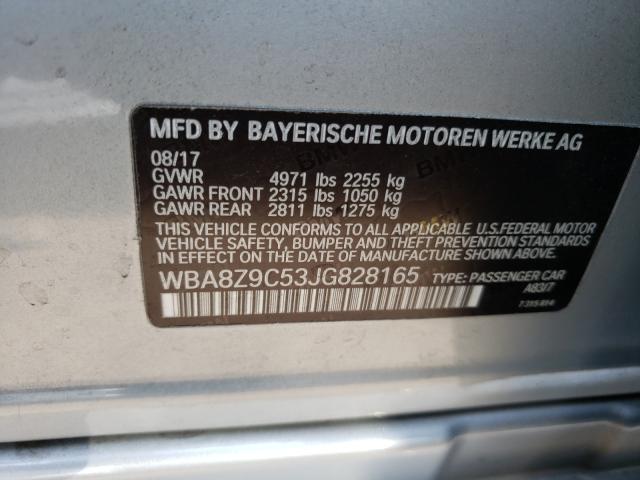 MFD BY BAYERISCHE MOTOREN WERKE AG
08/17
GVWR 4971 lbs 2255 kg
GAWR FRONT 2315 lbs 1050 kg
GAWR REAR 2811 lbs 1275 kg
THIS VEHICLE CONFORMS TO ALL APPLICABLE U.S.FEDERAL MOTOR
VEHICLE SAFETY, BUMPER AND THEFT PREVENTION STANDARDS
IN EFFECT ON THE DATE OF MANUFACTURE SHOWN ABOVE.
WBA8Z9C53JG828165 TYPE: PASSENGER CAR
A83/7